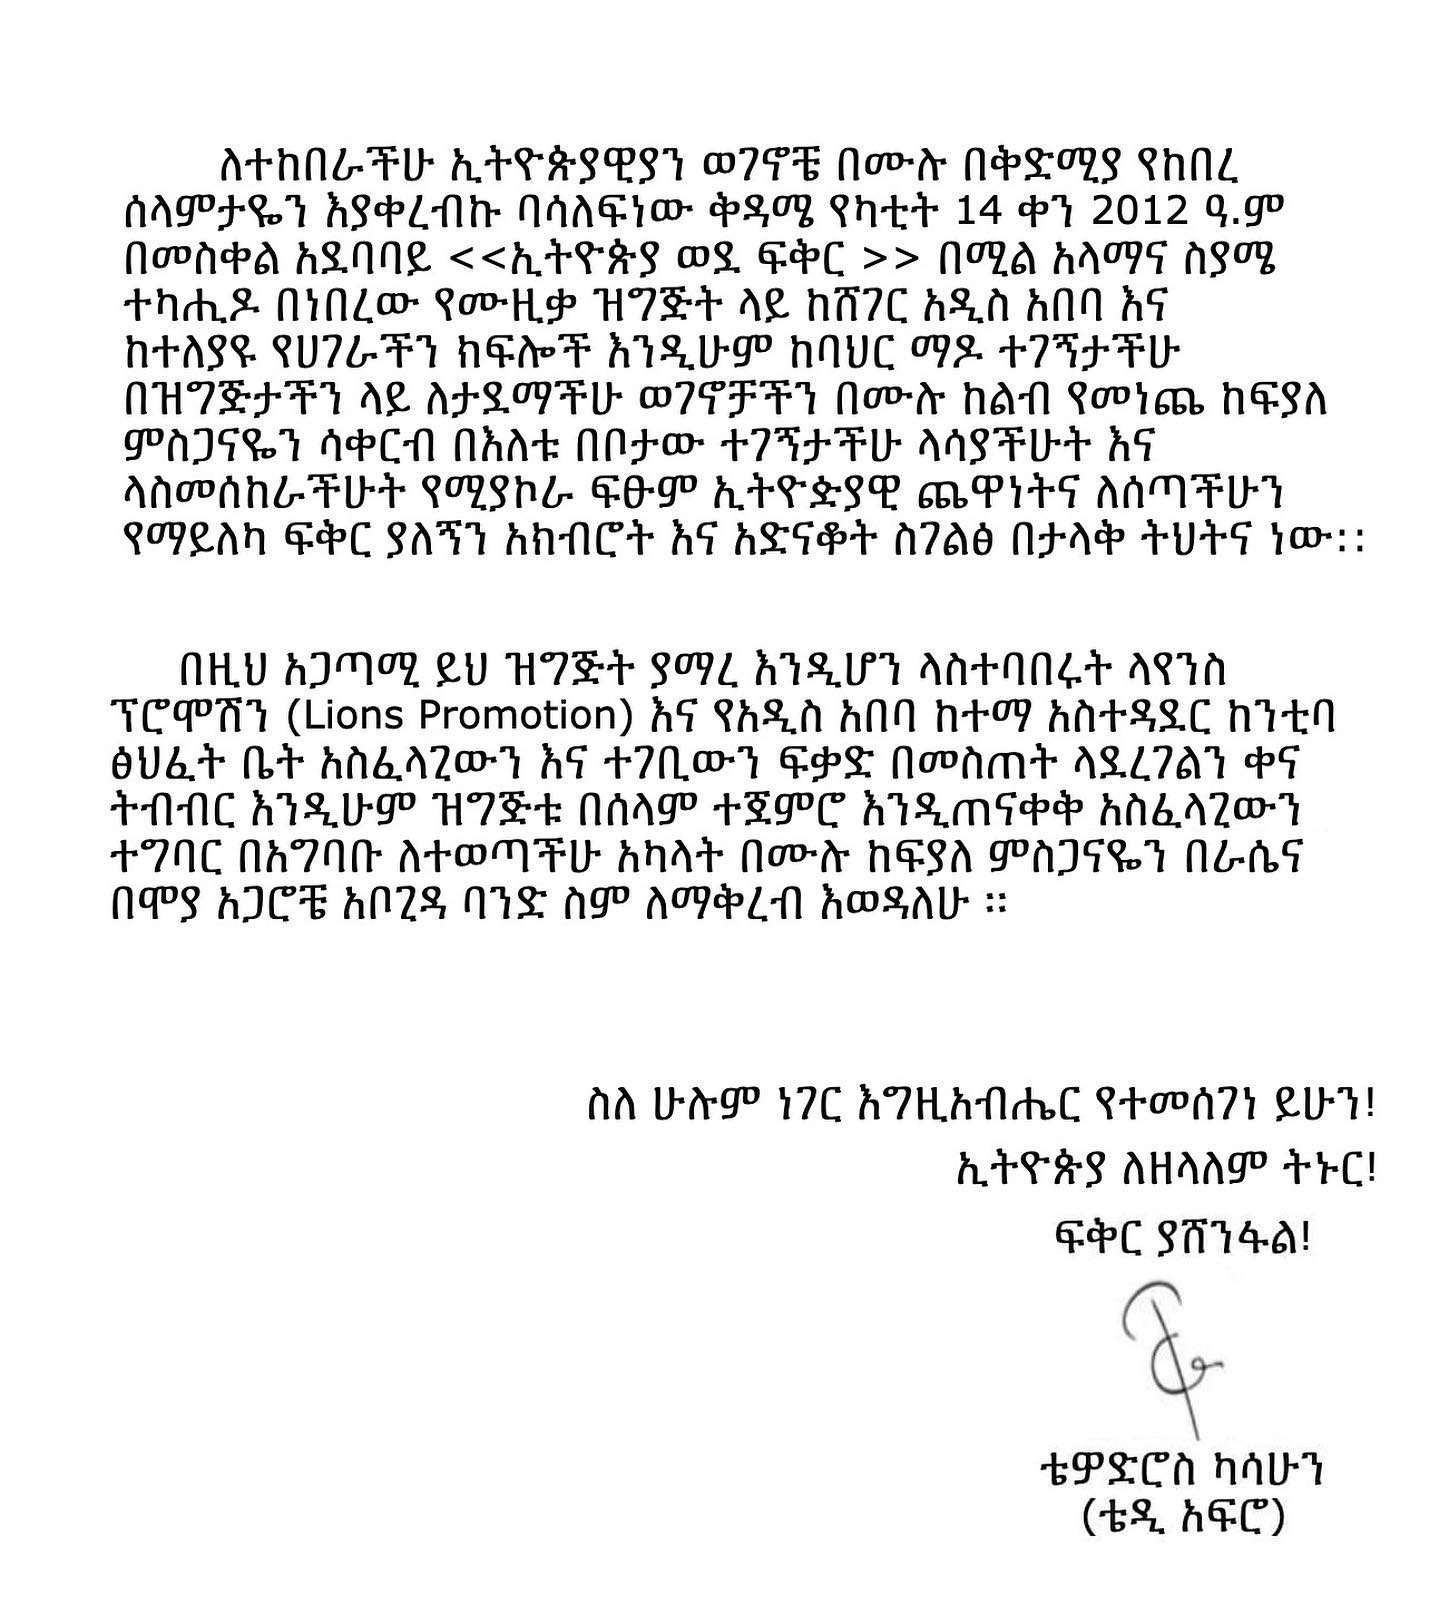 ለተከበራችሁ ኢትዮጵያዊያን ወገኖቼ በሙሉ በቅድሚያ የከበረ
ሰላምታዬን እያቀረብኩ ባሳለፍነው ቅዳሜ የካቲት 14 ቀን 2012 ዓ.ም
በመስቀል አደባባይ <<ኢትዮጵያ ወደ ፍቅር >> በሚል አላማና ስያሜ
ተካሒዶ በነበረው የሙዚቃ ዝግጅት ላይ ከሸገር አዲስ አበባ እና
ከተለያዩ የሀገራችን ክፍሎች እንዲሁም ከባህር ማዶ ተገኝታችሁ
በዝግጅታችን ላይ ለታደማችሁ ወገኖቻችን በሙሉ ከልብ የመነጨ ከፍያለ
ምስጋናዬን ሳቀርብ በእለቱ በቦታው ተገኝታችሁ ላሳያችሁት እና
ላስመሰከራችሁት የሚያኮራ ፍፁም ኢትዮጵያዊ ጨዋነትና ለሰጣችሁን
የማይለካ ፍቅር ያለኝን አክብሮት እና አድናቆት ስገልፅ በታላቅ ትህትና ነው::
በዚህ አጋጣሚ ይህ ዝግጅት ያማረ እንዲሆን ላስተባበሩት ላየንስ
ፕሮሞሽን (Lions Promotion) እና የአዲስ አበባ ከተማ አስተዳደር ከንቲባ
ፅህፈት ቤት አስፈላጊውን እና ተገቢውን ፍቃድ በመስጠት ላደረገልን ቀና
ትብብር እንዲሁም ዝግጅቱ በሰላም ተጀምሮ እንዲጠናቀቅ አስፈላጊውን
ተግባር በአግባቡ ለተወጣችሁ አካላት በሙሉ ከፍያለ ምስጋናዬን በራሴና
በሞያ አጋሮቼ አቦጊዳ ባንድ ስም ለማቅረብ እወዳለሁ ።
ስለ ሁሉም ነገር እግዚአብሔር የተመሰገነ ይሁን!
ኢትዮጵያ ለዘላለም ትኑር!
ፍቅር ያሸንፋል!
ቴዎድሮስ ካሳሁን
(ቴዲ አፍሮ)